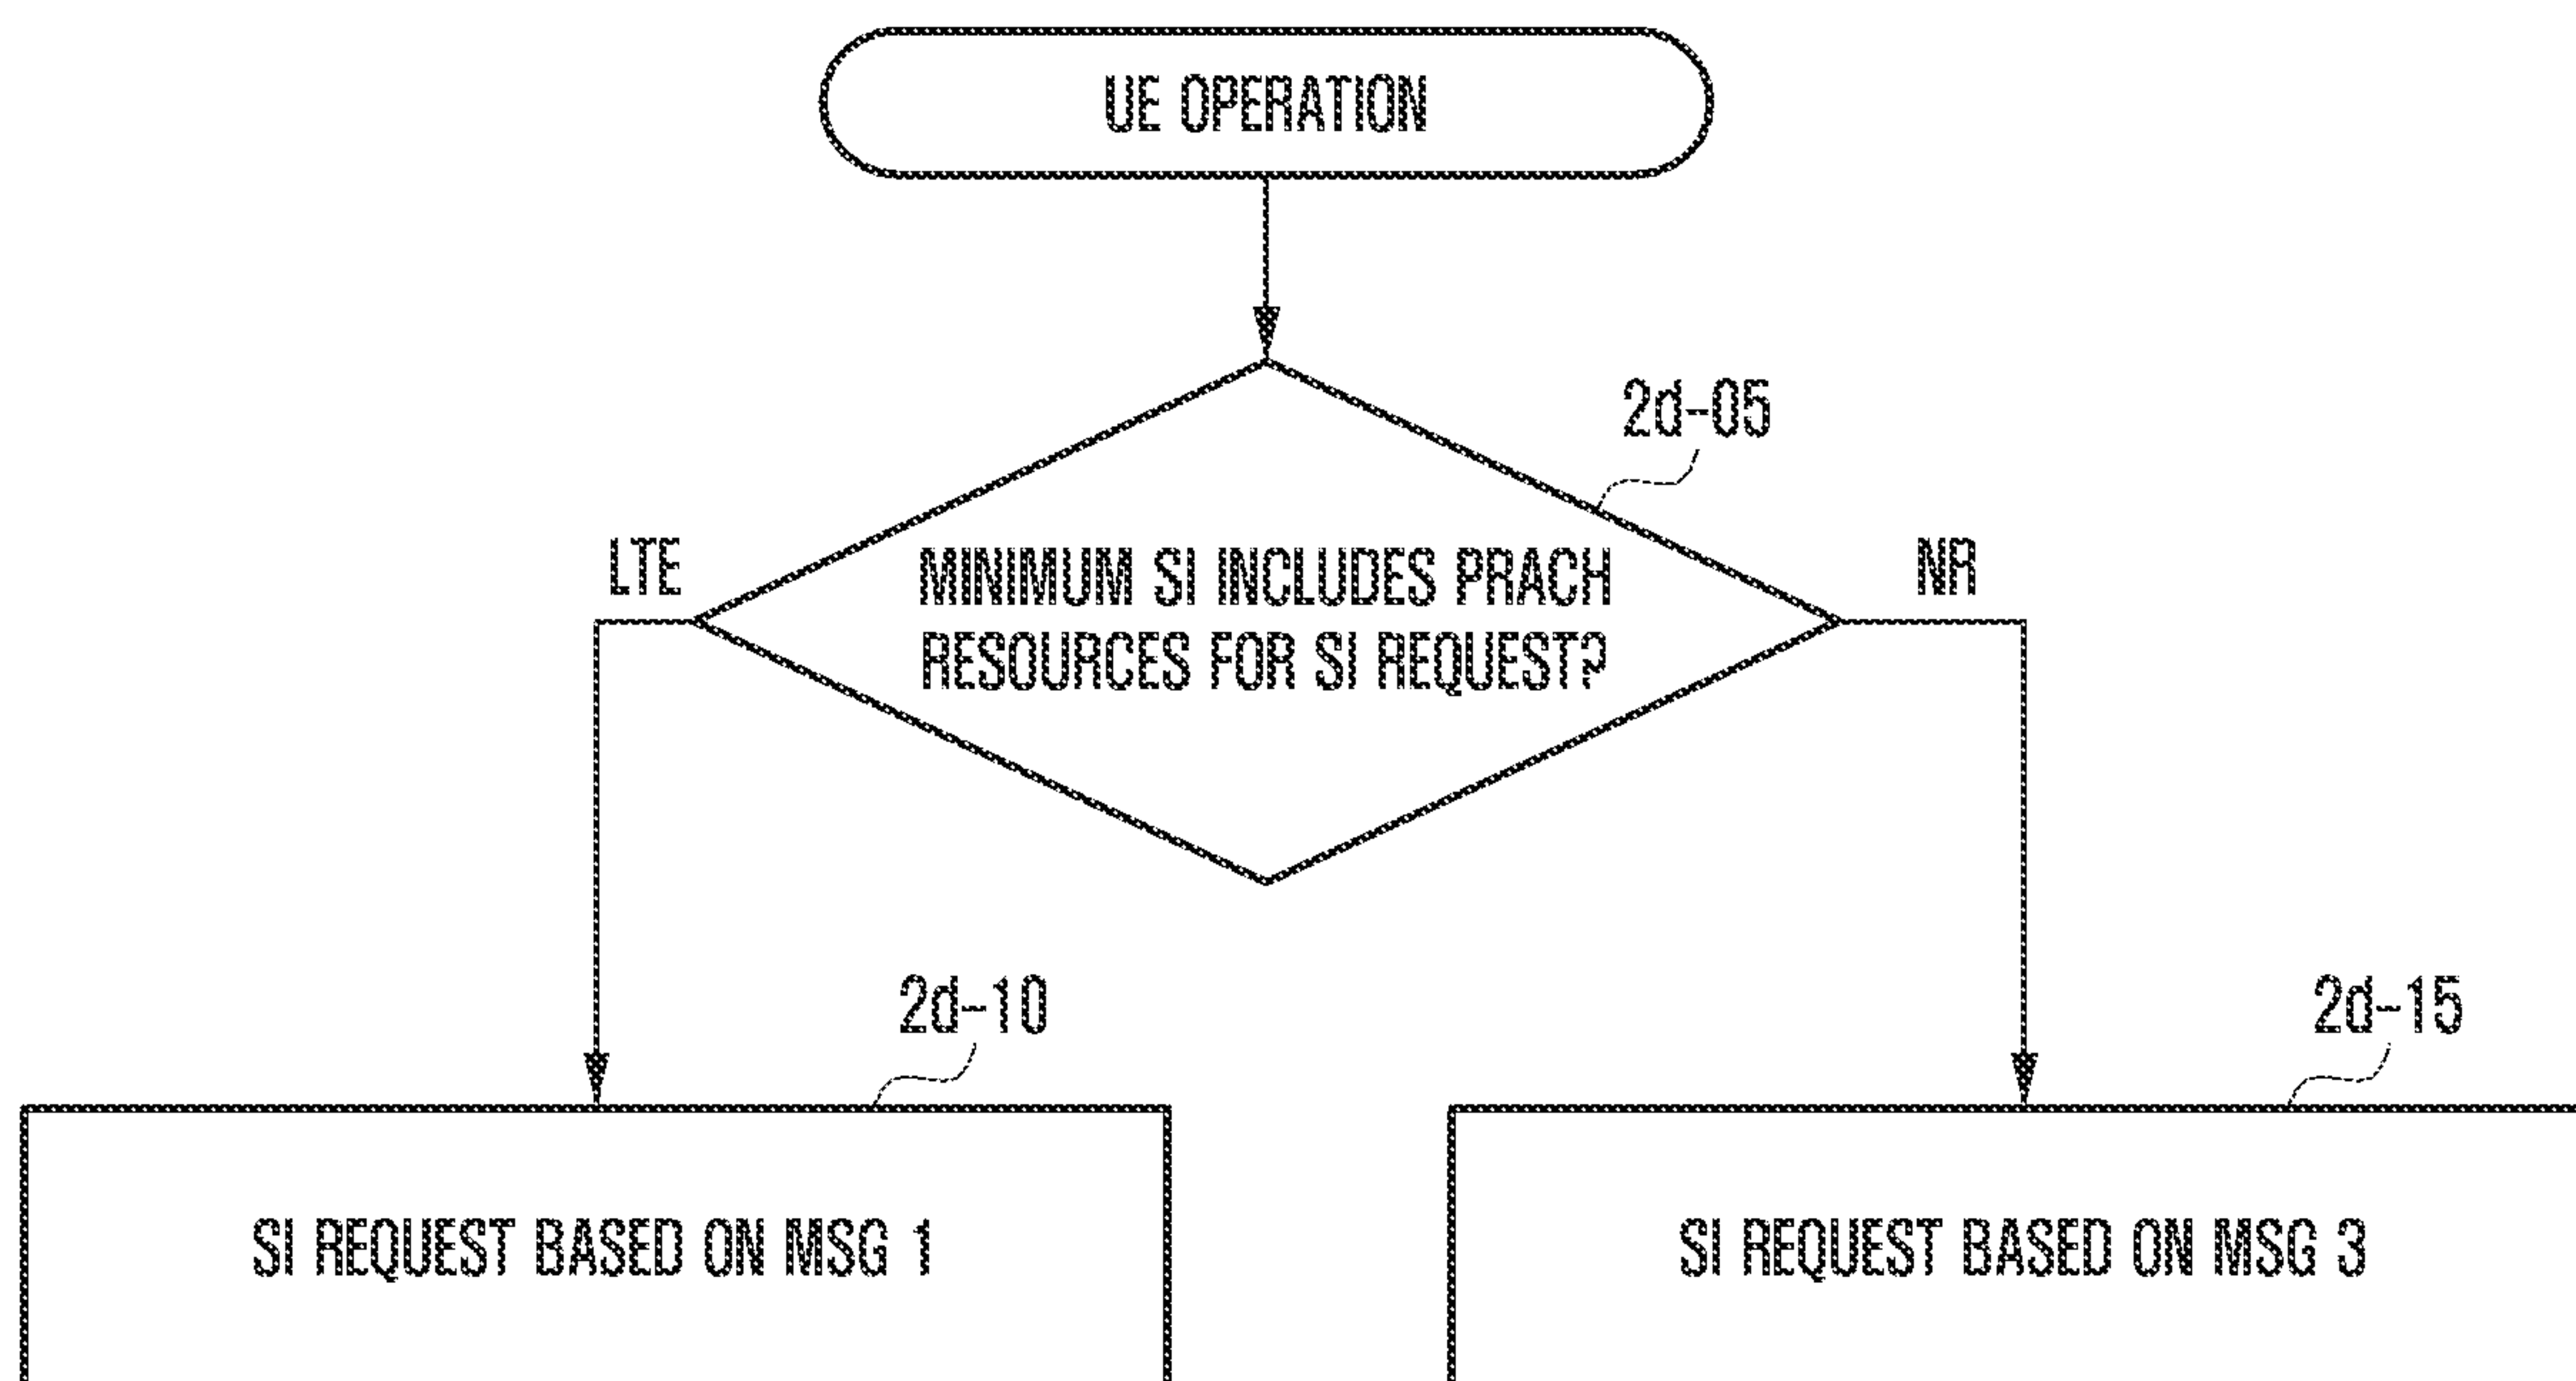 UE OPERATION
2d-05
LTE
MINIMUM SI INCLUDES PRACH
RESOURCES FOR SI REQUEST?
NR
2d-10
2d-15
SI REQUEST BASED ON MSG 1
SI REQUEST BASED ON MSG 3